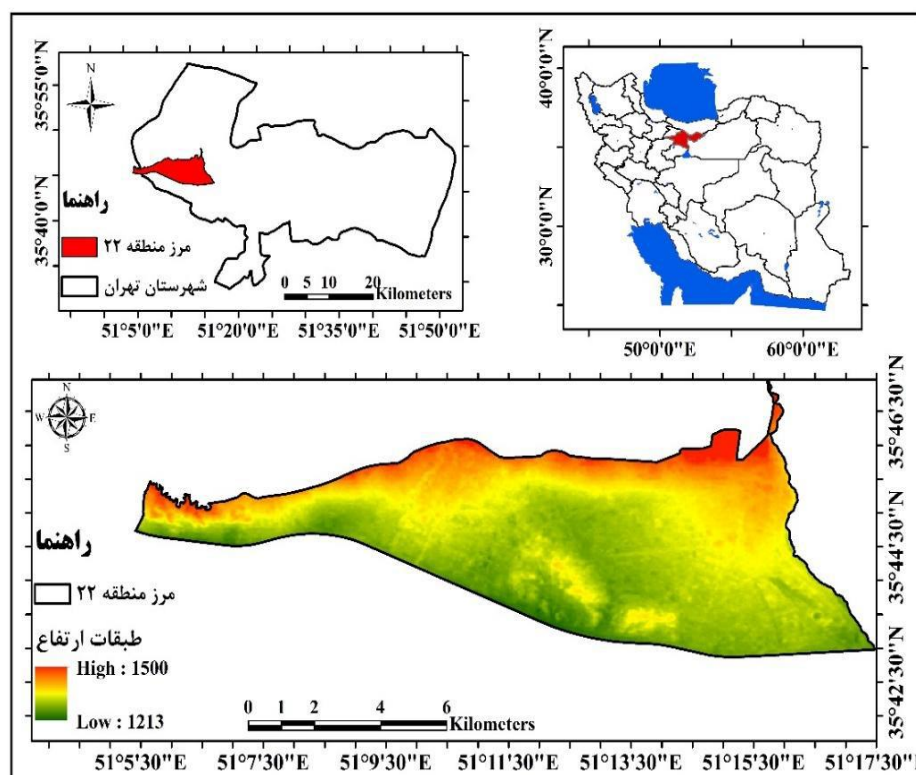 N
35°55'0"N
35°40'0"N
راهنما
مرز منطقه ۲۲
شهرستان تهران
0 5 10 20
Kilometers
51°5'0"E 51°20'0"E 51°35'0"E 51°50'0"E
40°0'0"N
30°0'0"N
50°0'0"E 60°0'0"E
N
W E
S
35°46'30"N
35°44'30"N
35°42'30"N
راهنما
مرز منطقه ۲۲
طبقات ارتفاع
High : 1500
Low : 1213
0 1 2 4 6
Kilometers
51°5'30"E 51°7'30"E 51°9'30"E 51°11'30"E 51°13'30"E 51°15'30"E 51°17'30"E